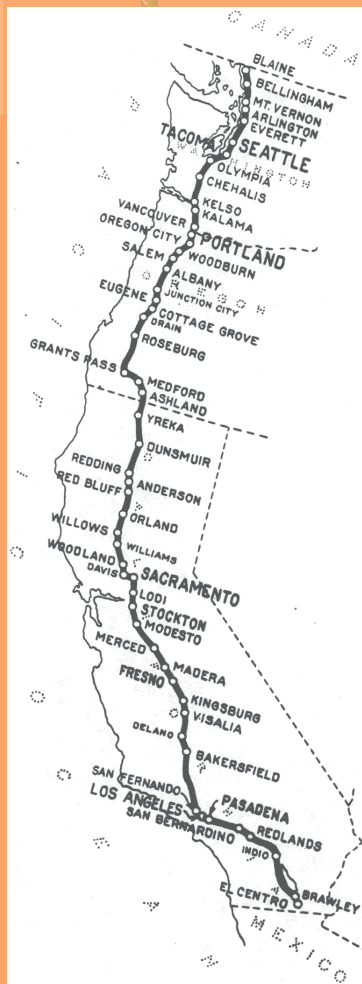 CANADA
BLAINE
BELLINGHAM
MT. VERNON
ARLINGTON
EVERETT
TACOMA
SEATTLE
WASHINGTON
OLYMPIA
CHEHALIS
KELSO
KALAMA
VANCOUVER
PORTLAND
OREGON CITY
WOODBURN
SALEM
ALBANY
OREGON
EUGENE
JUNCTION CITY
COTTAGE GROVE
DRAIN
ROSEBURG
GRANTS PASS
MEDFORD
ASHLAND
YREKA
DUNSMUIR
REDDING
ANDERSON
RED BLUFF
ORLAND
WILLOWS
WILLIAMS
WOODLAND
DAVIS
SACRAMENTO
LODI
STOCKTON
MODESTO
MERCED
MADERA
FRESNO
KINGSBURG
VISALIA
DELANO
BAKERSFIELD
SAN FERNANDO
LOS ANGELES
PASADENA
SAN BERNARDINO
REDLANDS
INDIO
BRAWLEY
EL CENTRO
MEXICO
OCEAN